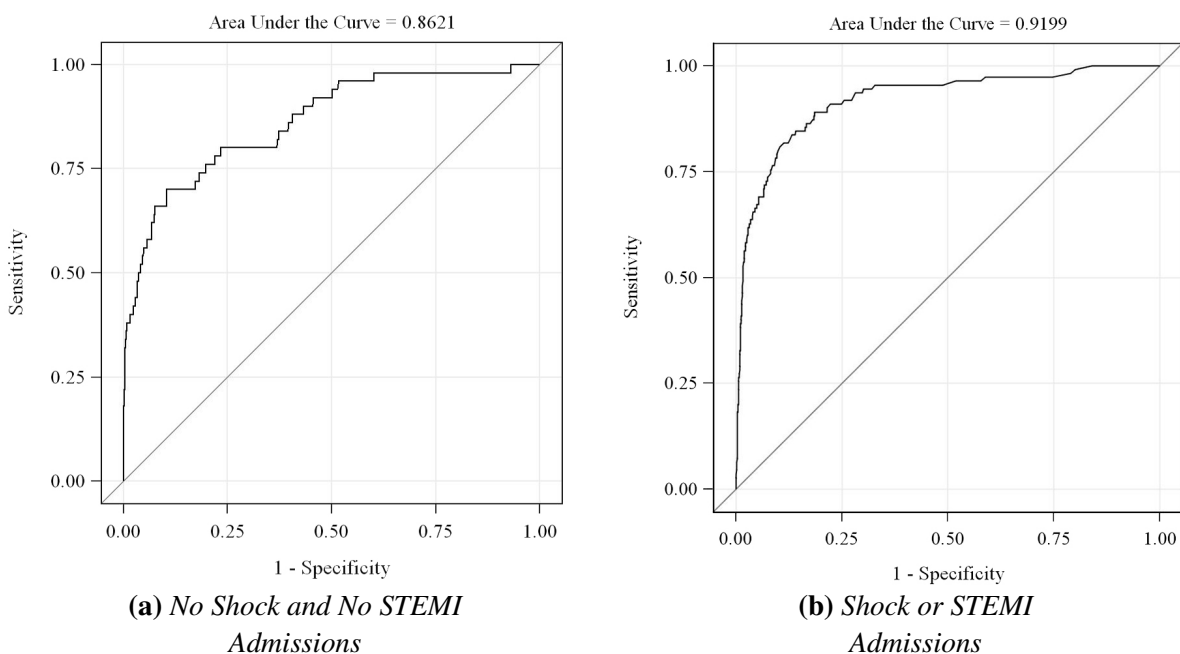 Area Under the Curve = 0.8621
1.00
0.75
0.50
0.25
0.00
Sensitivity
0.00 0.25 0.50 0.75 1.00
1 - Specificity
(a) No Shock and No STEMI
Admissions
Area Under the Curve = 0.9199
1.00
0.75
0.50
0.25
0.00
Sensitivity
0.00 0.25 0.50 0.75 1.00
1 - Specificity
(b) Shock or STEMI
Admissions